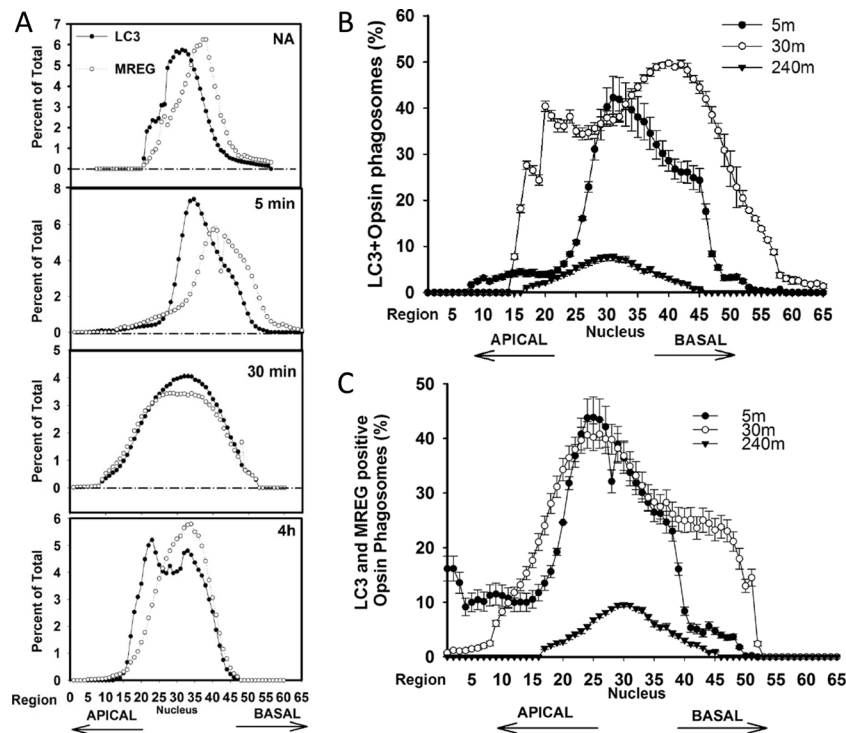 A
LC3
MREG
NA
Percent of Total
7
6
5
4
3
2
1
0
5 min
Percent of Total
8
6
4
2
0
30 min
Percent of Total
5
4
3
2
1
0
4h
Percent of Total
6
5
4
3
2
1
0
Region
0 5 10 15 20 25 30 35 40 45 50 55 60 65
Nucleus
APICAL
BASAL
B
5m
30m
240m
LC3+Opsin phagosomes (%)
60
50
40
30
20
10
0
Region
5 10 15 20 25 30 35 40 45 50 55 60 65
Nucleus
APICAL
BASAL
C
5m
30m
240m
LC3 and MREG positive
Opsin Phagosomes (%)
50
40
30
20
10
0
Region
5 10 15 20 25 30 35 40 45 50 55 60 65
Nucleus
APICAL
BASAL